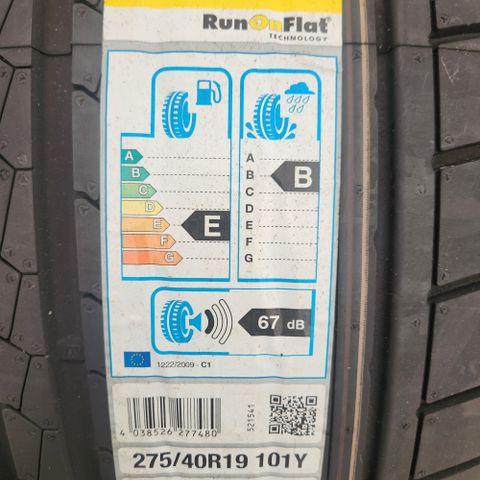 RunOnFlat
TECHNOLOGY
A
B
C
D
E
F
G
E
A
B
C
D
E
F
G
B
67 dB
1222/2009 - C1
4 038526 277480
521541
275/40R19 101Y